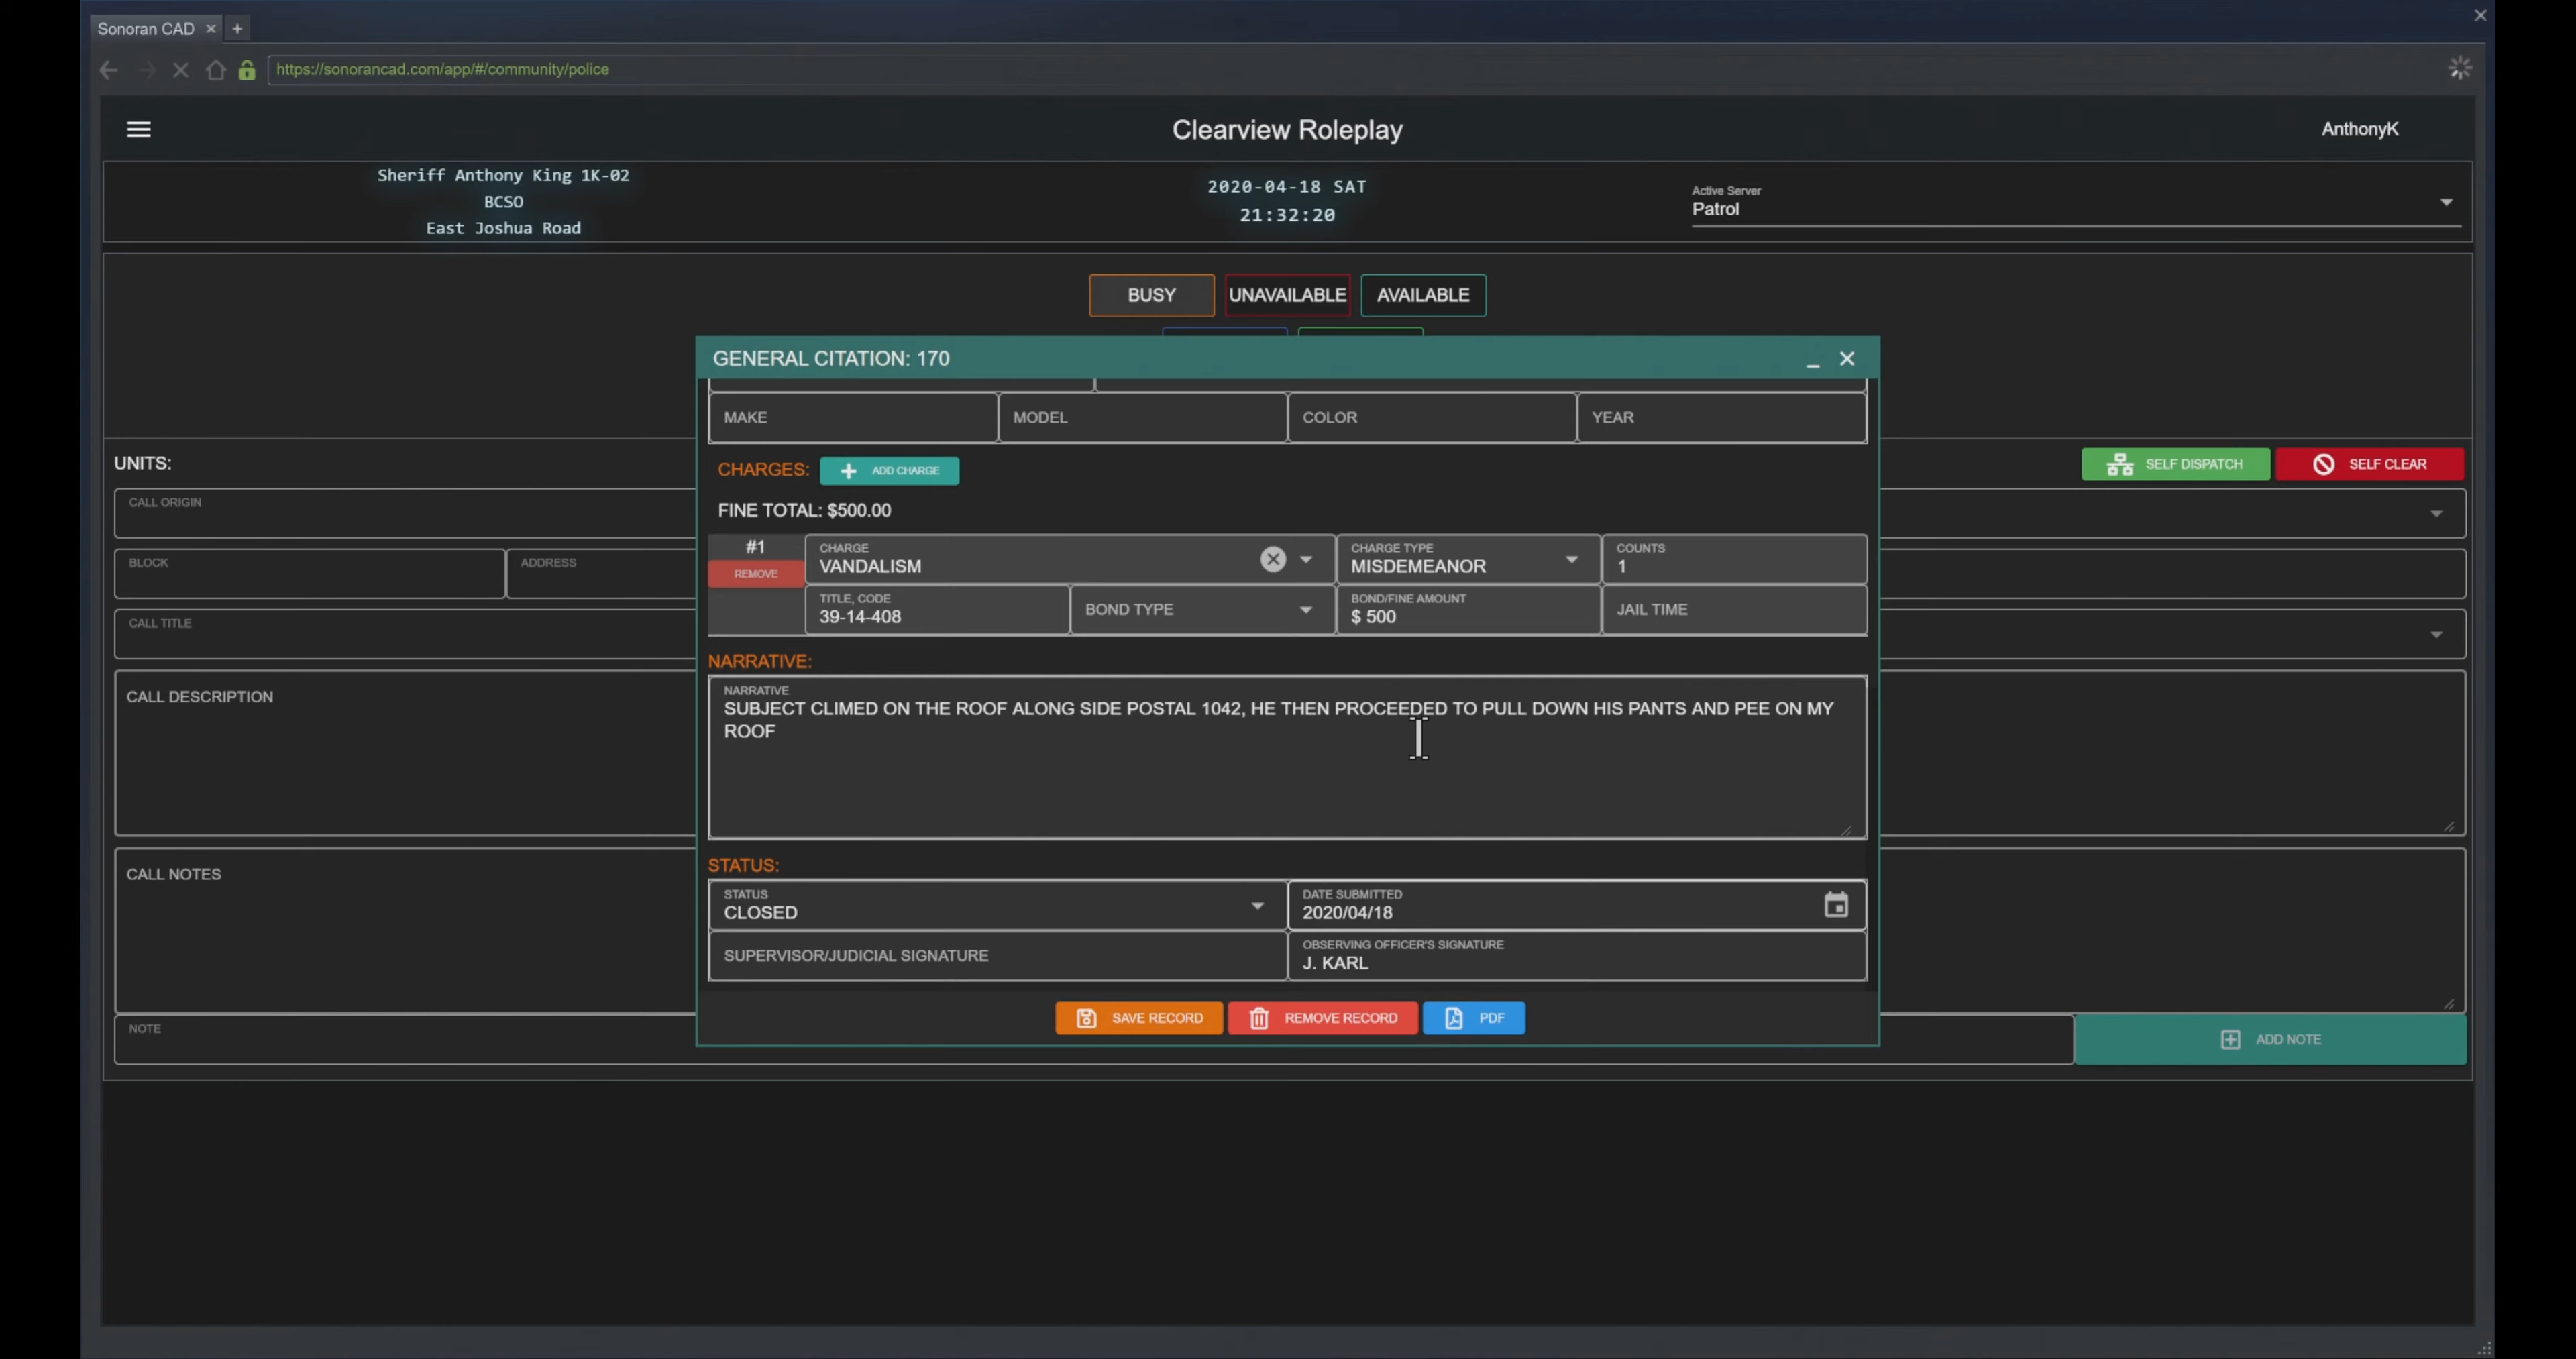 Sonoran CAD
https://sonorancad.com/app/#/community/police
Clearview Roleplay
AnthonyK
Sheriff Anthony King 1K-02
BCSO
East Joshua Road
2020-04-18 SAT
21:32:20
Active Server
Patrol
BUSY
UNAVAILABLE
AVAILABLE
GENERAL CITATION: 170
MAKE
MODEL
COLOR
YEAR
CHARGES:
ADD CHARGE
FINE TOTAL: $500.00
#1
REMOVE
CHARGE
VANDALISM
CHARGE TYPE
MISDEMEANOR
COUNTS
1
TITLE, CODE
39-14-408
BOND TYPE
BOND/FINE AMOUNT
$ 500
JAIL TIME
NARRATIVE:
NARRATIVE
SUBJECT CLIMED ON THE ROOF ALONG SIDE POSTAL 1042, HE THEN PROCEEDED TO PULL DOWN HIS PANTS AND PEE ON MY
ROOF
STATUS:
STATUS
CLOSED
DATE SUBMITTED
2020/04/18
SUPERVISOR/JUDICIAL SIGNATURE
OBSERVING OFFICER'S SIGNATURE
J. KARL
SAVE RECORD
REMOVE RECORD
PDF
UNITS:
SELF DISPATCH
SELF CLEAR
CALL ORIGIN
BLOCK
ADDRESS
CALL TITLE
CALL DESCRIPTION
CALL NOTES
NOTE
ADD NOTE